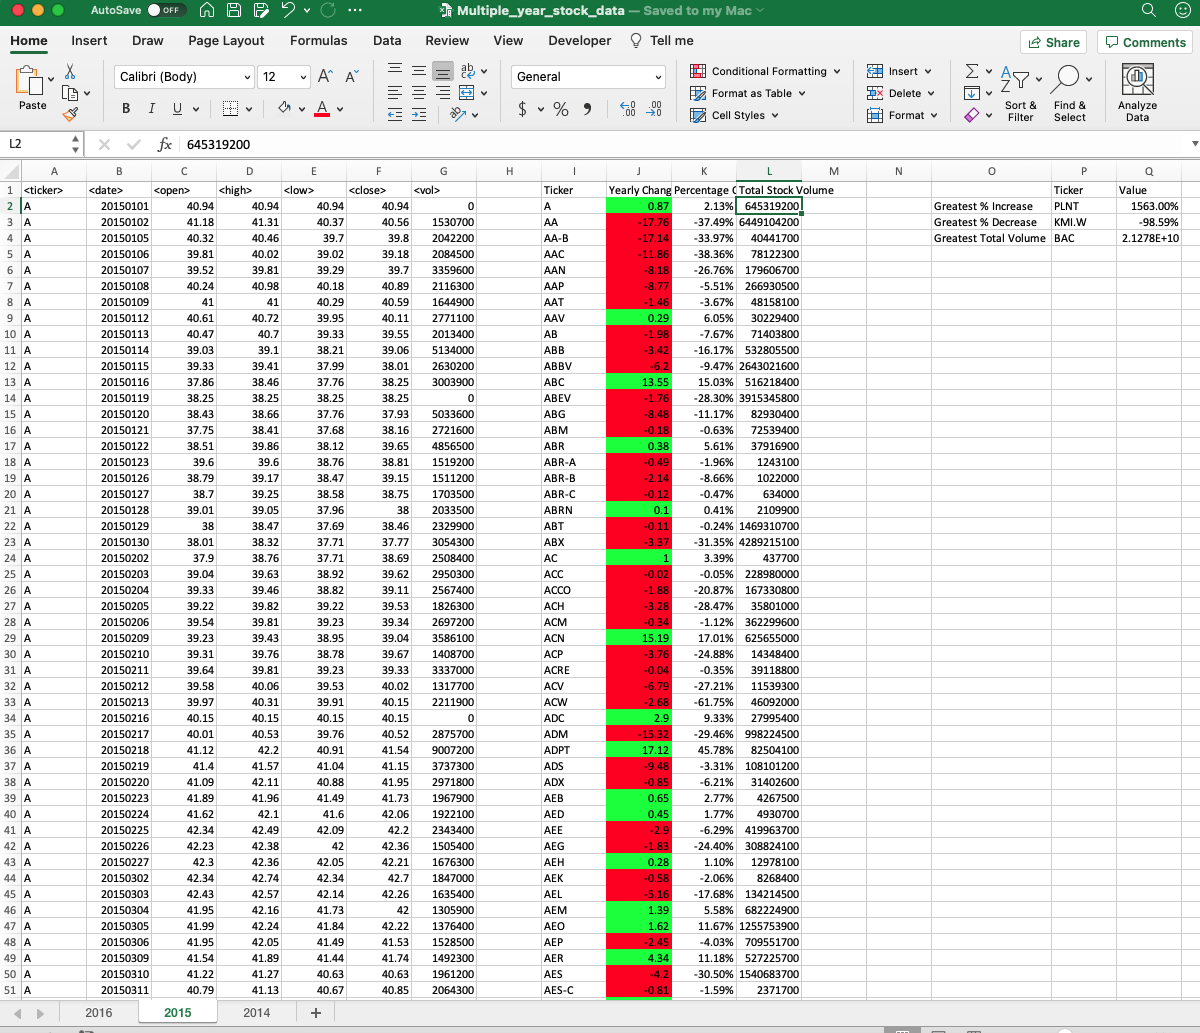 AutoSave OFF Multiple_year_stock_data — Saved to my Mac
Home Insert Draw Page Layout Formulas Data Review View Developer Tell me Share Comments
Paste Calibri (Body) 12 A A ab General Conditional Formatting Insert Sort & Filter Find & Select Analyze Data
B I U A $ % Format as Table Delete
Cell Styles Format
L2 fx 645319200
A B C D E F G H I J K L M N O P Q
1 <ticker> <date> <open> <high> <low> <close> <vol> Ticker Yearly Chang Percentage Total Stock Volume Ticker Value
2 A 20150101 40.94 40.94 40.94 40.94 0 A 0.87 2.13% 645319200 Greatest % Increase PLNT 1563.00%
3 A 20150102 41.18 41.31 40.37 40.56 1530700 AA -17.76 -37.49% 6449104200 Greatest % Decrease KMI.W -98.59%
4 A 20150105 40.32 40.46 39.7 39.8 2042200 AA-B -17.14 -33.97% 40441700 Greatest Total Volume BAC 2.1278E+10
5 A 20150106 39.81 40.02 39.02 39.18 2084500 AAC -11.86 -38.36% 78122300
6 A 20150107 39.52 39.81 39.29 39.7 3359600 AAN -8.18 -26.76% 179606700
7 A 20150108 40.24 40.98 40.18 40.89 2116300 AAP -8.77 -5.51% 266930500
8 A 20150109 41 41 40.29 40.59 1644900 AAT -1.46 -3.67% 48158100
9 A 20150112 40.61 40.72 39.95 40.11 2771100 AAV 0.29 6.05% 30229400
10 A 20150113 40.47 40.7 39.33 39.55 2013400 AB -1.98 -7.67% 71403800
11 A 20150114 39.03 39.1 38.21 39.06 5134000 ABB -3.42 -16.17% 532805500
12 A 20150115 39.33 39.41 37.99 38.01 2630200 ABBV -6.2 -9.47% 2643021600
13 A 20150116 37.86 38.46 37.76 38.25 3003900 ABC 13.55 15.03% 516218400
14 A 20150119 38.25 38.25 38.25 38.25 0 ABEV -1.76 -28.30% 3915345800
15 A 20150120 38.43 38.66 37.76 37.93 5033600 ABG -8.48 -11.17% 82930400
16 A 20150121 37.75 38.41 37.68 38.16 2721600 ABM -0.18 -0.63% 72539400
17 A 20150122 38.51 39.86 38.12 39.65 4856500 ABR 0.38 5.61% 37916900
18 A 20150123 39.6 39.6 38.76 38.81 1519200 ABR-A -0.49 -1.96% 1243100
19 A 20150126 38.79 39.17 38.47 39.15 1511200 ABR-B -2.14 -8.66% 1022000
20 A 20150127 38.7 39.25 38.58 38.75 1703500 ABR-C -0.12 -0.47% 634000
21 A 20150128 39.01 39.05 37.96 38 2033500 ABRN 0.1 0.41% 2109900
22 A 20150129 38 38.47 37.69 38.46 2329900 ABT -0.11 -0.24% 1469310700
23 A 20150130 38.01 38.32 37.71 37.77 3054300 ABX -3.37 -31.35% 4289215100
24 A 20150202 37.9 38.76 37.71 38.69 2508400 AC 1 3.39% 437700
25 A 20150203 39.04 39.63 38.92 39.62 2950300 ACC -0.02 -0.05% 228980000
26 A 20150204 39.33 39.46 38.82 39.11 2567400 ACCO -1.88 -20.87% 167330800
27 A 20150205 39.22 39.82 39.22 39.53 1826300 ACH -3.28 -28.47% 35801000
28 A 20150206 39.54 39.81 39.23 39.34 2697200 ACM -0.34 -1.12% 362299600
29 A 20150209 39.23 39.43 38.95 39.04 3586100 ACN 15.19 17.01% 625655000
30 A 20150210 39.31 39.76 38.78 39.67 1408700 ACP -3.76 -24.88% 14348400
31 A 20150211 39.64 39.81 39.23 39.33 3337000 ACRE -0.04 -0.35% 39118800
32 A 20150212 39.58 40.06 39.53 40.02 1317700 ACV -6.79 -27.21% 11539300
33 A 20150213 39.97 40.31 39.91 40.15 2211900 ACW -2.68 -61.75% 46092000
34 A 20150216 40.15 40.15 40.15 40.15 0 ADC 2.9 9.33% 27995400
35 A 20150217 40.01 40.53 39.76 40.52 2875700 ADM -15.32 -29.46% 998224500
36 A 20150218 41.12 42.2 40.91 41.54 9007200 ADPT 17.12 45.78% 82504100
37 A 20150219 41.4 41.57 41.04 41.15 3737300 ADS -9.48 -3.31% 108101200
38 A 20150220 41.09 42.11 40.88 41.95 2971800 ADX -0.85 -6.21% 31402600
39 A 20150223 41.89 41.96 41.49 41.73 1967900 AEB 0.65 2.77% 4267500
40 A 20150224 41.62 42.1 41.6 42.06 1922100 AED 0.45 1.77% 4930700
41 A 20150225 42.34 42.49 42.09 42.2 2343400 AEE -2.9 -6.29% 419963700
42 A 20150226 42.23 42.38 42 42.36 1505400 AEG -1.83 -24.40% 308824100
43 A 20150227 42.3 42.36 42.05 42.21 1676300 AEH 0.28 1.10% 12978100
44 A 20150302 42.34 42.74 42.34 42.7 1847000 AEK -0.58 -2.06% 8268400
45 A 20150303 42.43 42.57 42.14 42.26 1635400 AEL -5.16 -17.68% 134214500
46 A 20150304 41.95 42.16 41.73 42 1305900 AEM 1.39 5.58% 682224900
47 A 20150305 41.99 42.24 41.84 42.22 1376400 AEO 1.62 11.67% 1255753900
48 A 20150306 41.95 42.05 41.49 41.53 1528500 AEP -2.45 -4.03% 709551700
49 A 20150309 41.54 41.89 41.44 41.74 1492300 AER 4.34 11.18% 527225700
50 A 20150310 41.22 41.27 40.63 40.63 1961200 AES -4.2 -30.50% 1540683700
51 A 20150311 40.79 41.13 40.67 40.85 2064300 AES-C -0.81 -1.59% 2371700
2016 2015 2014 +